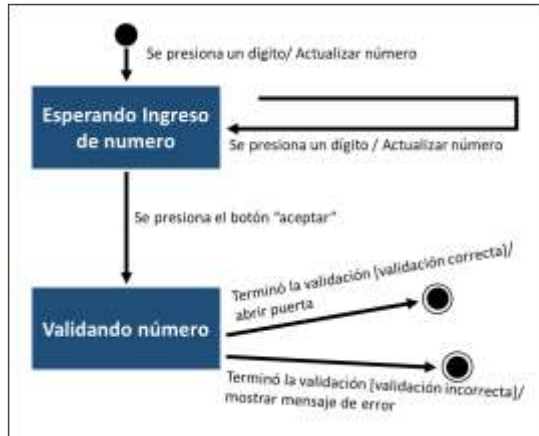 Se presiona un dígito/ Actualizar número
Esperando Ingreso
de numero
Se presiona un dígito / Actualizar número
Se presiona el botón "aceptar"
Terminó la validación [validación correcta]/
abrir puerta
Validando número
Terminó la validación [validación incorrecta]/
mostrar mensaje de error